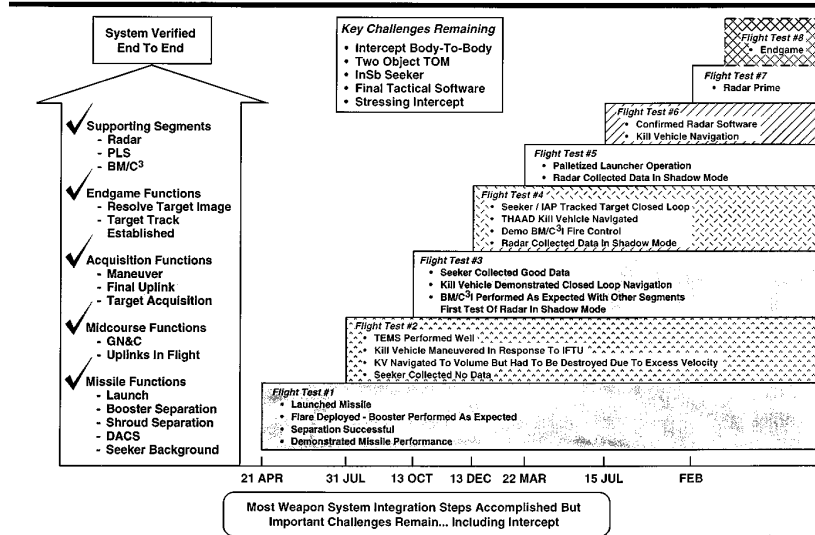 System Verified
End To End
✓ Supporting Segments
- Radar
- PLS
- BM/C³
✓ Endgame Functions
- Resolve Target Image
- Target Track
Established
✓ Acquisition Functions
- Maneuver
- Final Uplink
- Target Acquisition
✓ Midcourse Functions
- GN&C
- Uplinks In Flight
✓ Missile Functions
- Launch
- Booster Separation
- Shroud Separation
- DACS
- Seeker Background
Key Challenges Remaining
• Intercept Body-To-Body
• Two Object TOM
• InSb Seeker
• Final Tactical Software
• Stressing Intercept
Flight Test #8
• Endgame
Flight Test #7
• Radar Prime
Flight Test #6
• Confirmed Radar Software
• Kill Vehicle Navigation
Flight Test #5
• Palletized Launcher Operation
• Radar Collected Data In Shadow Mode
Flight Test #4
• Seeker / IAP Tracked Target Closed Loop
• THAAD Kill Vehicle Navigated
• Demo BM/C³I Fire Control
• Radar Collected Data In Shadow Mode
Flight Test #3
• Seeker Collected Good Data
• Kill Vehicle Demonstrated Closed Loop Navigation
• BM/C³I Performed As Expected With Other Segments
First Test Of Radar In Shadow Mode
Flight Test #2
• TEMS Performed Well
• Kill Vehicle Maneuvered In Response To IFTU
• KV Navigated To Volume But Had To Be Destroyed Due To Excess Velocity
• Seeker Collected No Data
Flight Test #1
• Launched Missile
• Flare Deployed - Booster Performed As Expected
• Separation Successful
• Demonstrated Missile Performance
21 APR 31 JUL 13 OCT 13 DEC 22 MAR 15 JUL FEB
Most Weapon System Integration Steps Accomplished But
Important Challenges Remain... Including Intercept